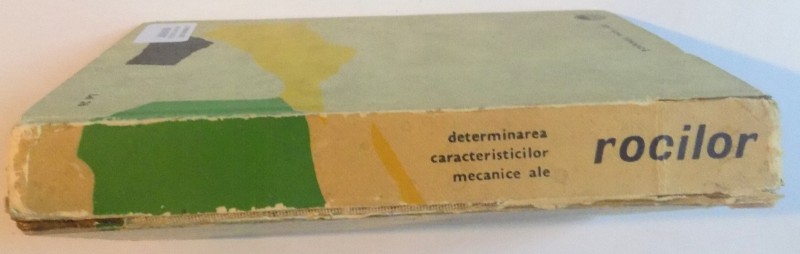 determinarea
caracteristicilor
mecanice ale
rocilor